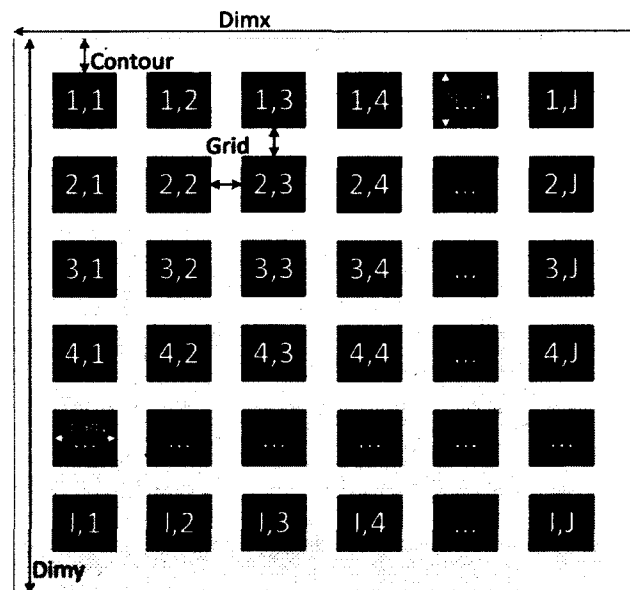 Dimx
Contour
1,1 1,2 1,3 1,4 ... 1,J
Grid
2,1 2,2 2,3 2,4 ... 2,J
3,1 3,2 3,3 3,4 ... 3,J
4,1 4,2 4,3 4,4 ... 4,J
... ... ... ... ... ...
I,1 I,2 I,3 I,4 ... I,J
Dimy